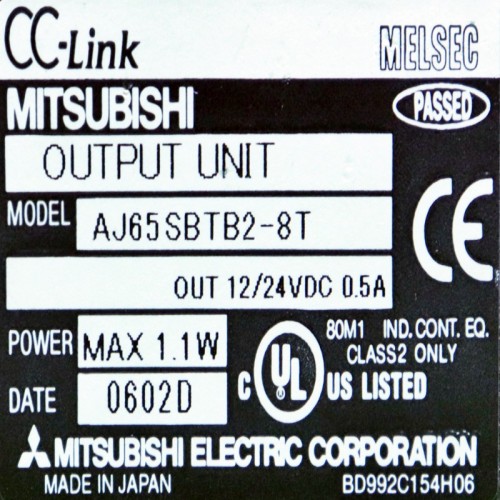 CC-Link MELSEC
MITSUBISHI PASSED
OUTPUT UNIT
MODEL AJ65SBTB2-8T CE
OUT 12/24VDC 0.5A
POWER MAX 1.1W
80M1 IND.CONT. EQ.
CLASS2 ONLY
C UL US LISTED
DATE 0602D
MITSUBISHI ELECTRIC CORPORATION
MADE IN JAPAN BD992C154H06